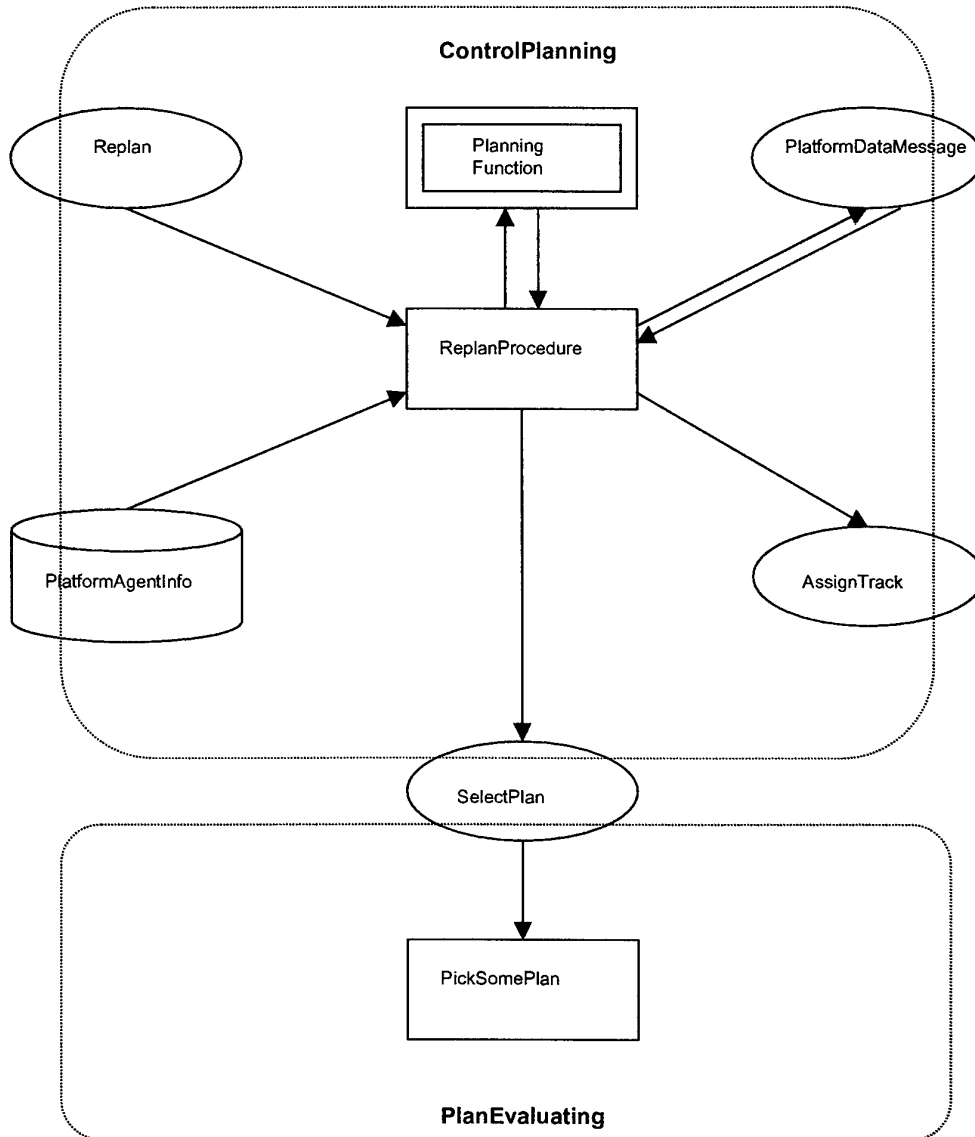 ControlPlanning
Replan
Planning
Function
PlatformDataMessage
ReplanProcedure
PlatformAgentInfo
AssignTrack
SelectPlan
PickSomePlan
PlanEvaluating